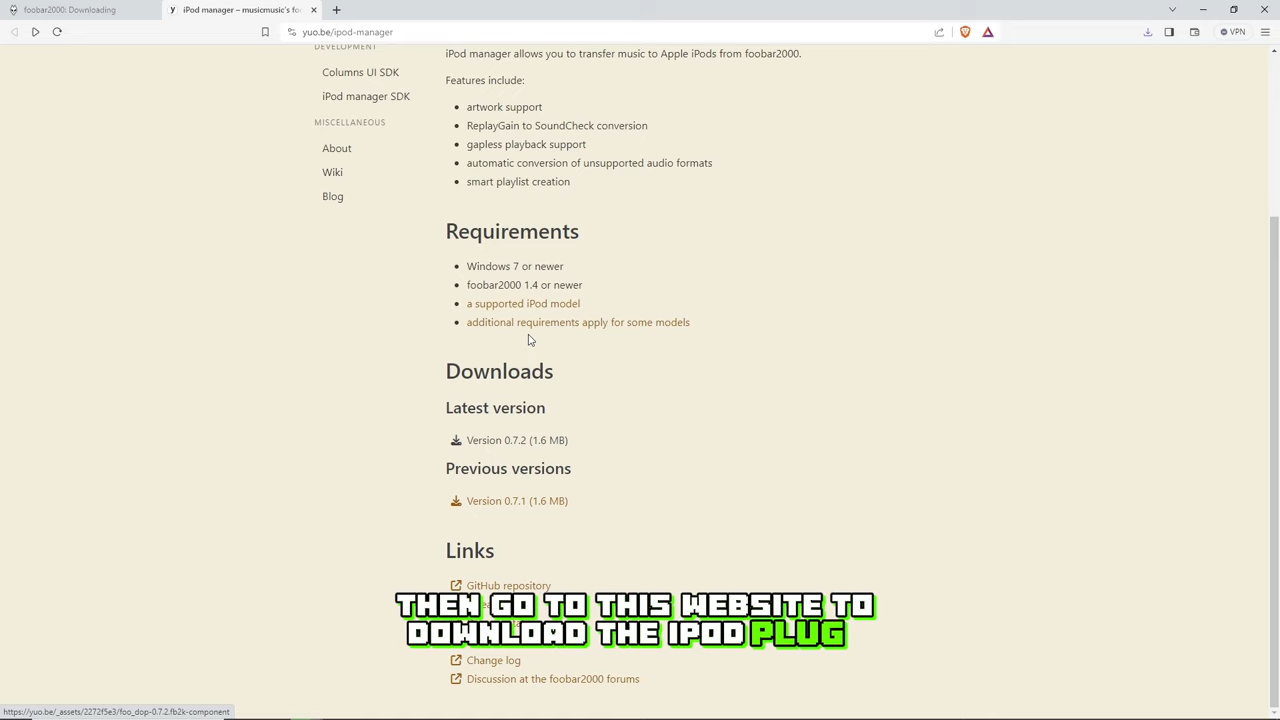 foobar2000: Downloading
iPod manager – musicmusic's fo
yuo.be/ipod-manager
VPN
DEVELOPMENT
Columns UI SDK
iPod manager SDK
MISCELLANEOUS
About
Wiki
Blog
iPod manager allows you to transfer music to Apple iPods from foobar2000.
Features include:
artwork support
ReplayGain to SoundCheck conversion
gapless playback support
automatic conversion of unsupported audio formats
smart playlist creation
Requirements
Windows 7 or newer
foobar2000 1.4 or newer
a supported iPod model
additional requirements apply for some models
Downloads
Latest version
Version 0.7.2 (1.6 MB)
Previous versions
Version 0.7.1 (1.6 MB)
Links
GitHub repository
THEN GO TO THIS WEBSITE TO
DOWNLOAD THE IPOD PLUG
Change log
Discussion at the foobar2000 forums
https://yuo.be/_assets/2272f5e3/foo_dop-0.7.2.fb2k-component